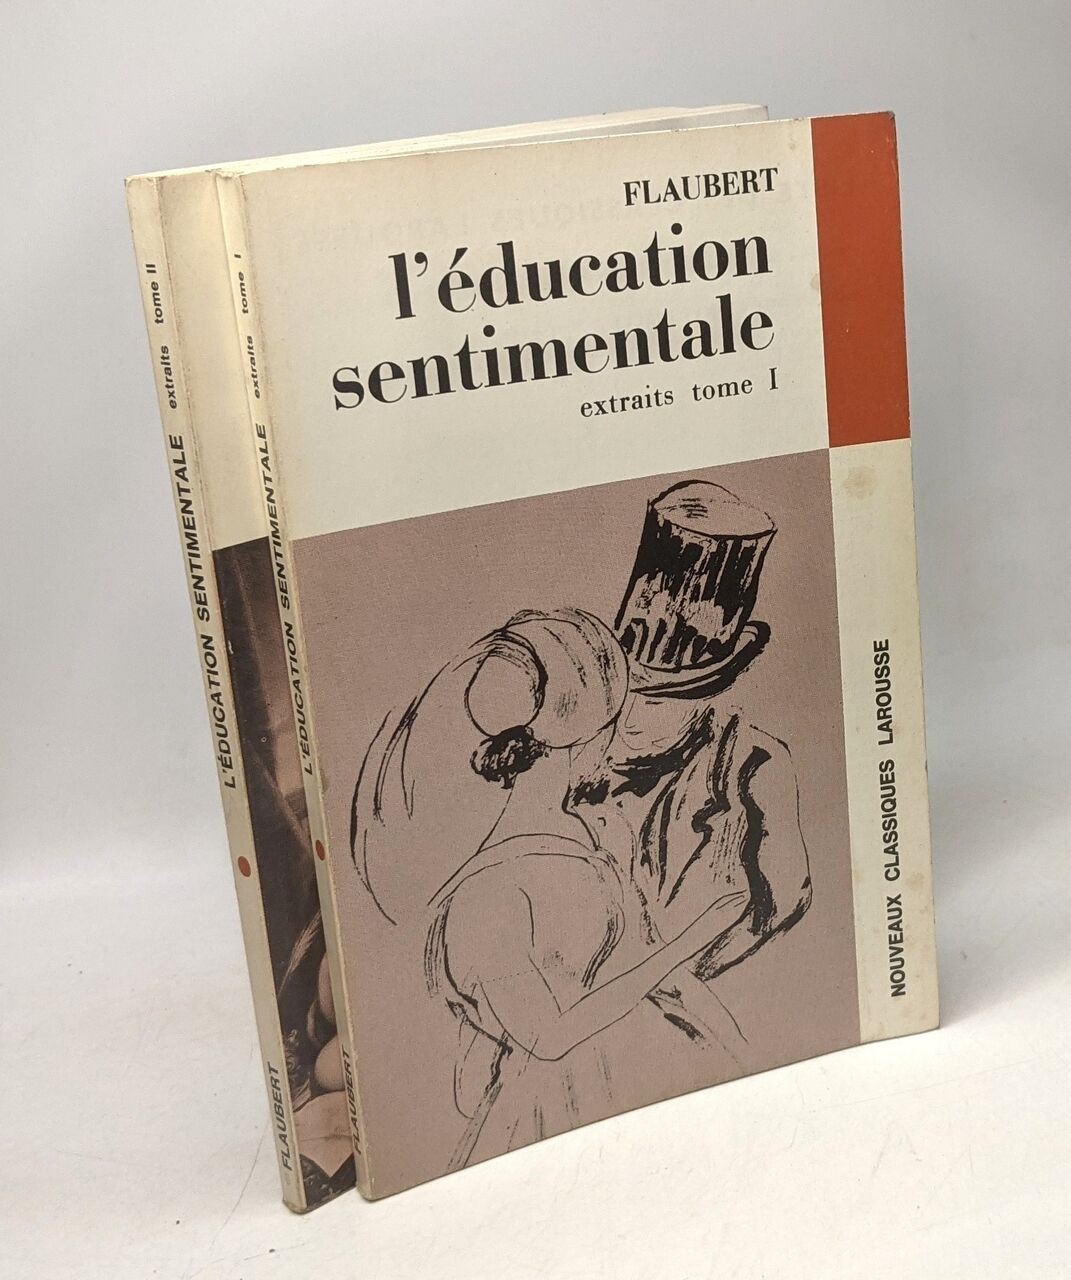 FLAUBERT
l'éducation
sentimentale
extraits tome I
NOUVEAUX CLASSIQUES LAROUSSE
FLAUBERT L'ÉDUCATION SENTIMENTALE extraits tome I
FLAUBERT L'ÉDUCATION SENTIMENTALE extraits tome II